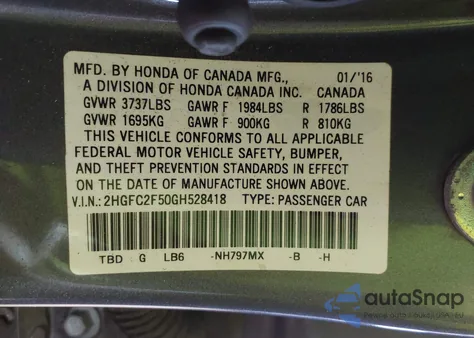 MFD. BY HONDA OF CANADA MFG., 01/'16
A DIVISION OF HONDA CANADA INC. CANADA
GVWR 3737LBS GAWR F 1984LBS R 1786LBS
GVWR 1695KG GAWR F 900KG R 810KG
THIS VEHICLE CONFORMS TO ALL APPLICABLE
FEDERAL MOTOR VEHICLE SAFETY, BUMPER,
AND THEFT PREVENTION STANDARDS IN EFFECT
ON THE DATE OF MANUFACTURE SHOWN ABOVE.
V.I.N.: 2HGFC2F50GH528418 TYPE: PASSENGER CAR
TBD G LB6 -NH797MX -B -H
autoSnap